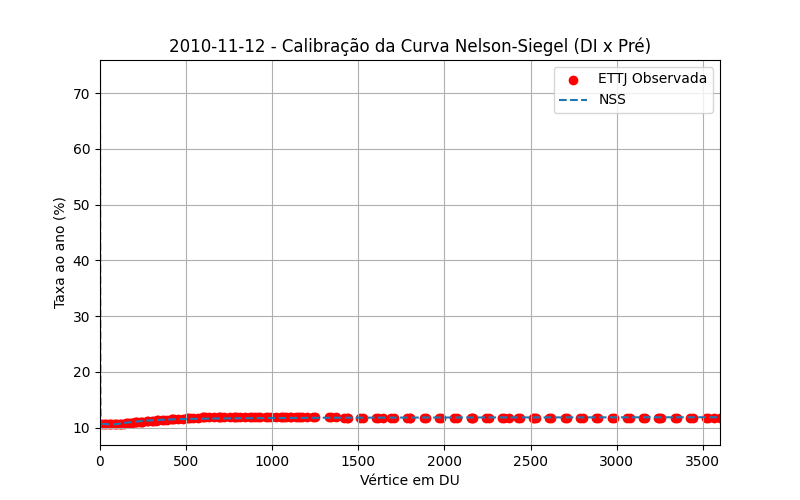 2010-11-12 - Calibração da Curva Nelson-Siegel (DI x Pré)
ETTJ Observada
NSS
Taxa ao ano (%)
70
60
50
40
30
20
10
0 500 1000 1500 2000 2500 3000 3500
Vértice em DU